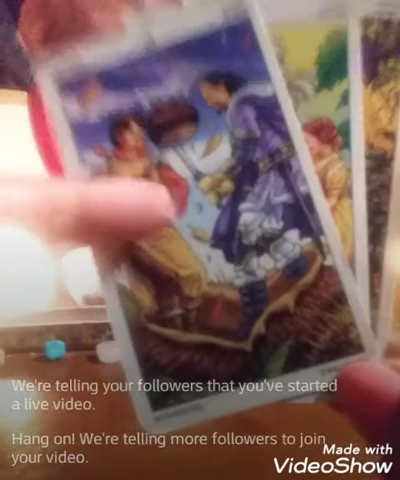 We're telling your followers that you've started
a live video.
Hang on! We're telling more followers to join
your video.
Made with
VideoShow